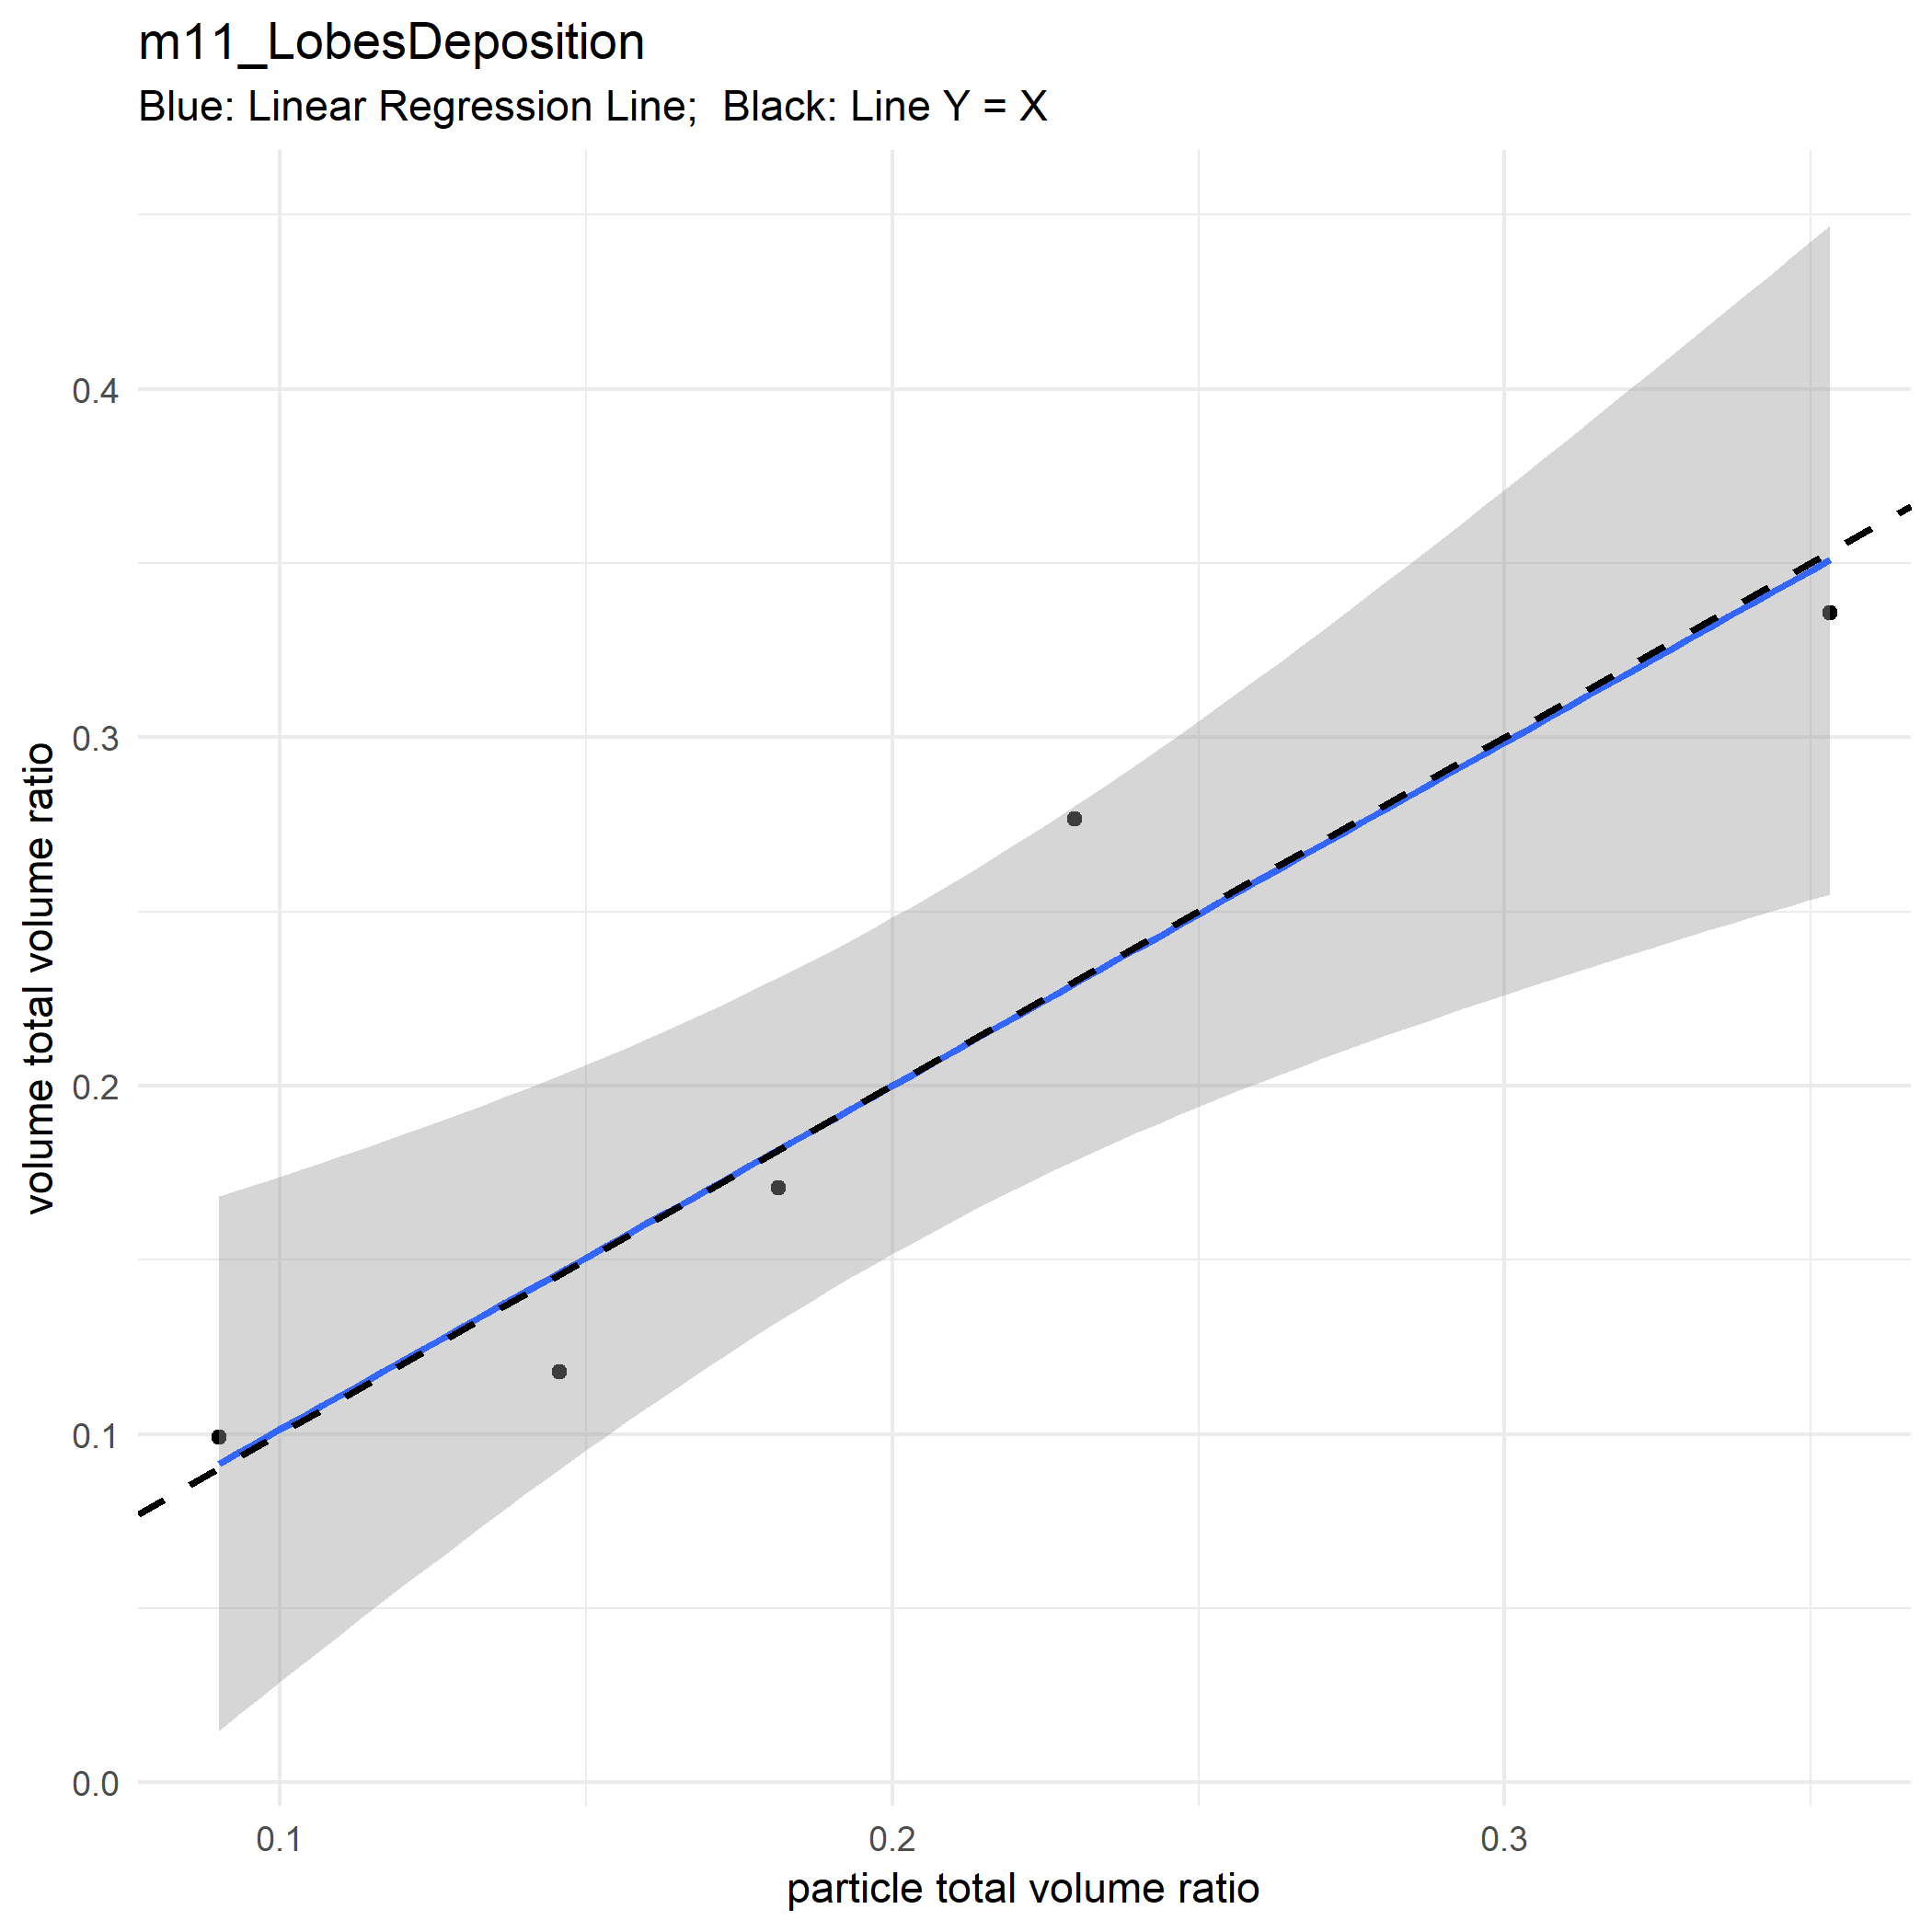 m11_LobesDeposition
Blue: Linear Regression Line;  Black: Line Y = X
volume total volume ratio
0.4
0.3
0.2
0.1
0.0
0.1
0.2
0.3
particle total volume ratio